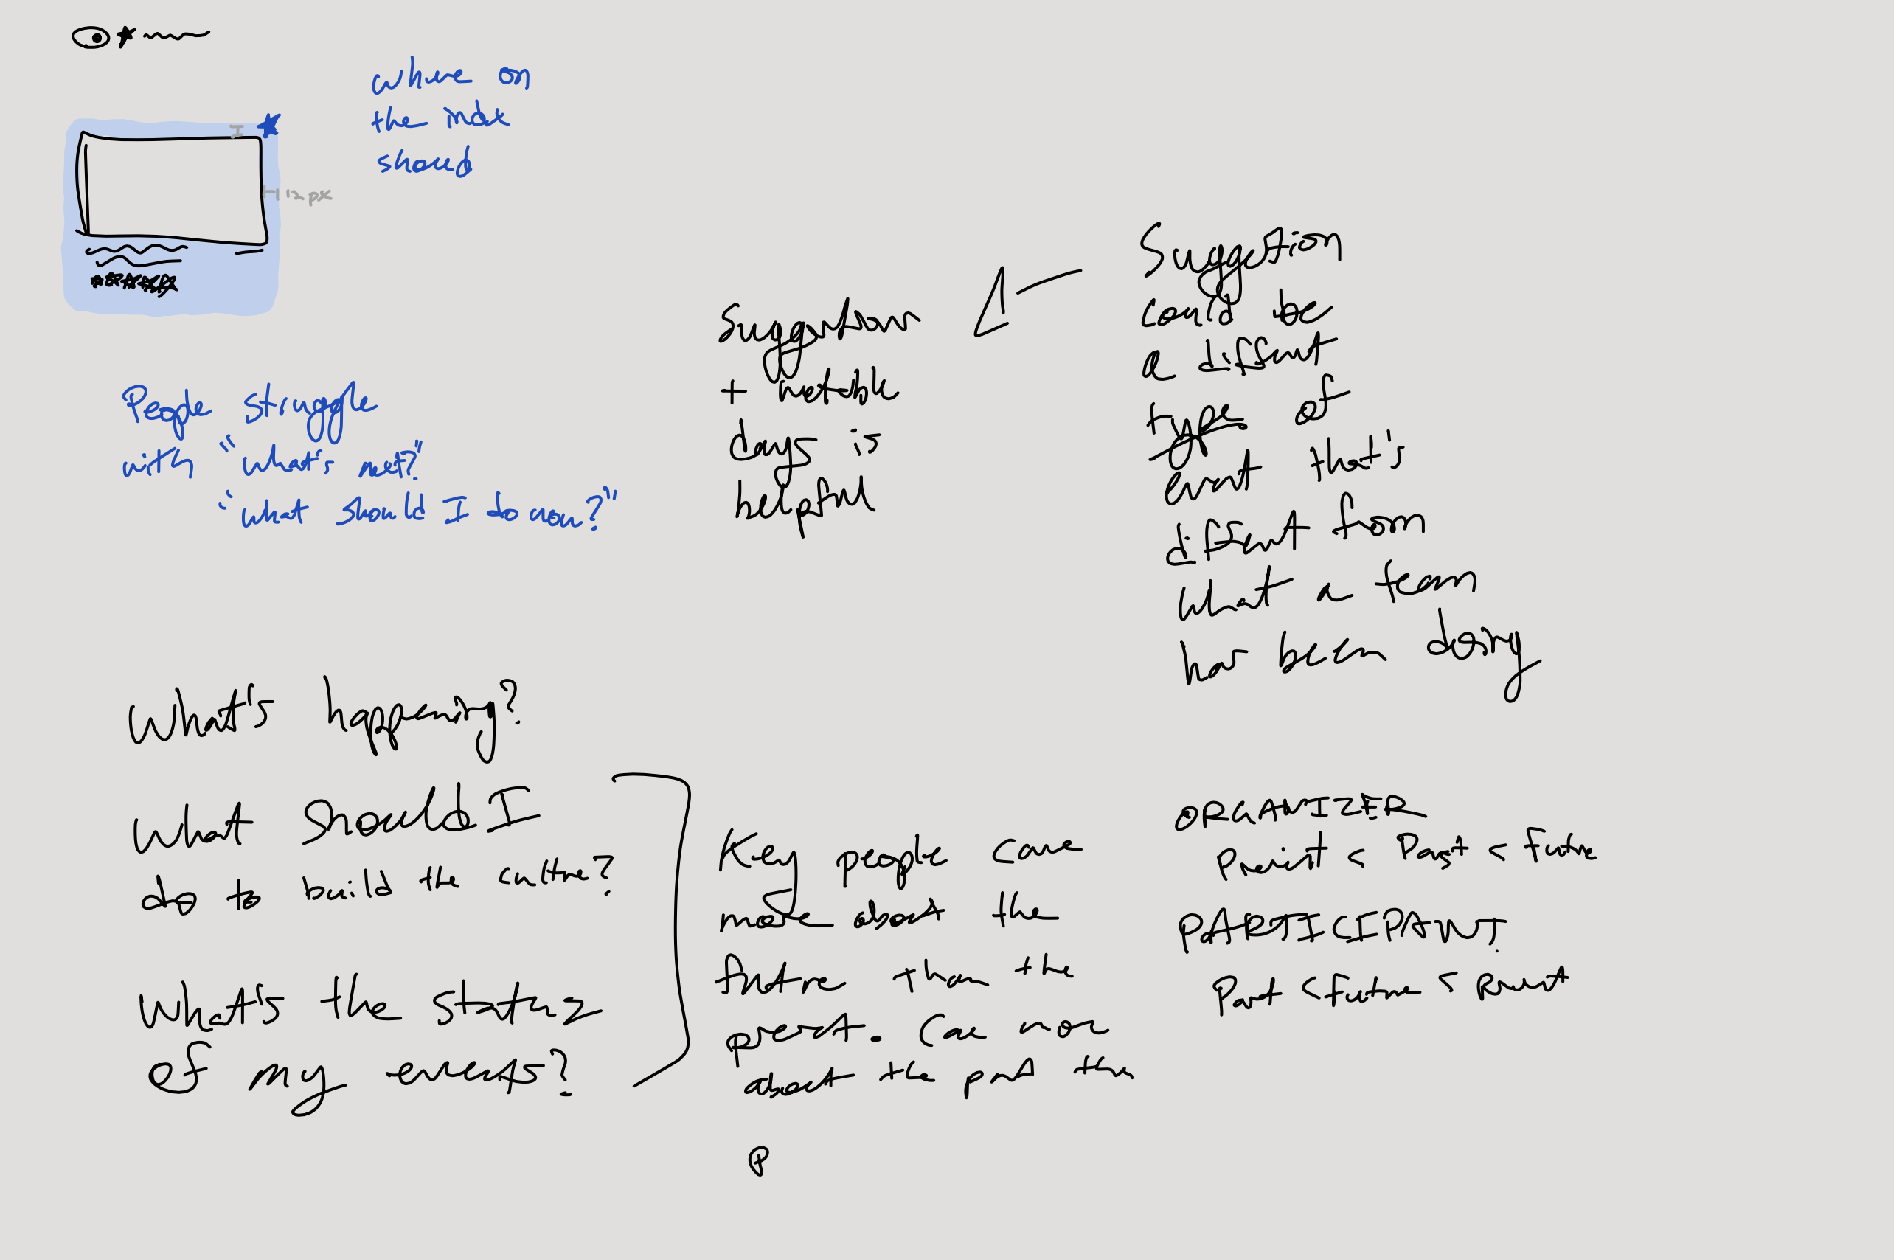 where on
the index
should
12px
People struggle
with "what's next?"
"what should I do now?"
Suggestions
+ notable
days is
helpful
Suggestion
could be
a different
type of
event that's
different from
what a team
has been doing
What's happening?
What should I
do to build the culture?
What's the status
of my events?
Key people care
more about the
future than the
present. Care more
about the past than
P
ORGANIZER
Present < Past < Future
PARTICIPANT
Past < Future < Present